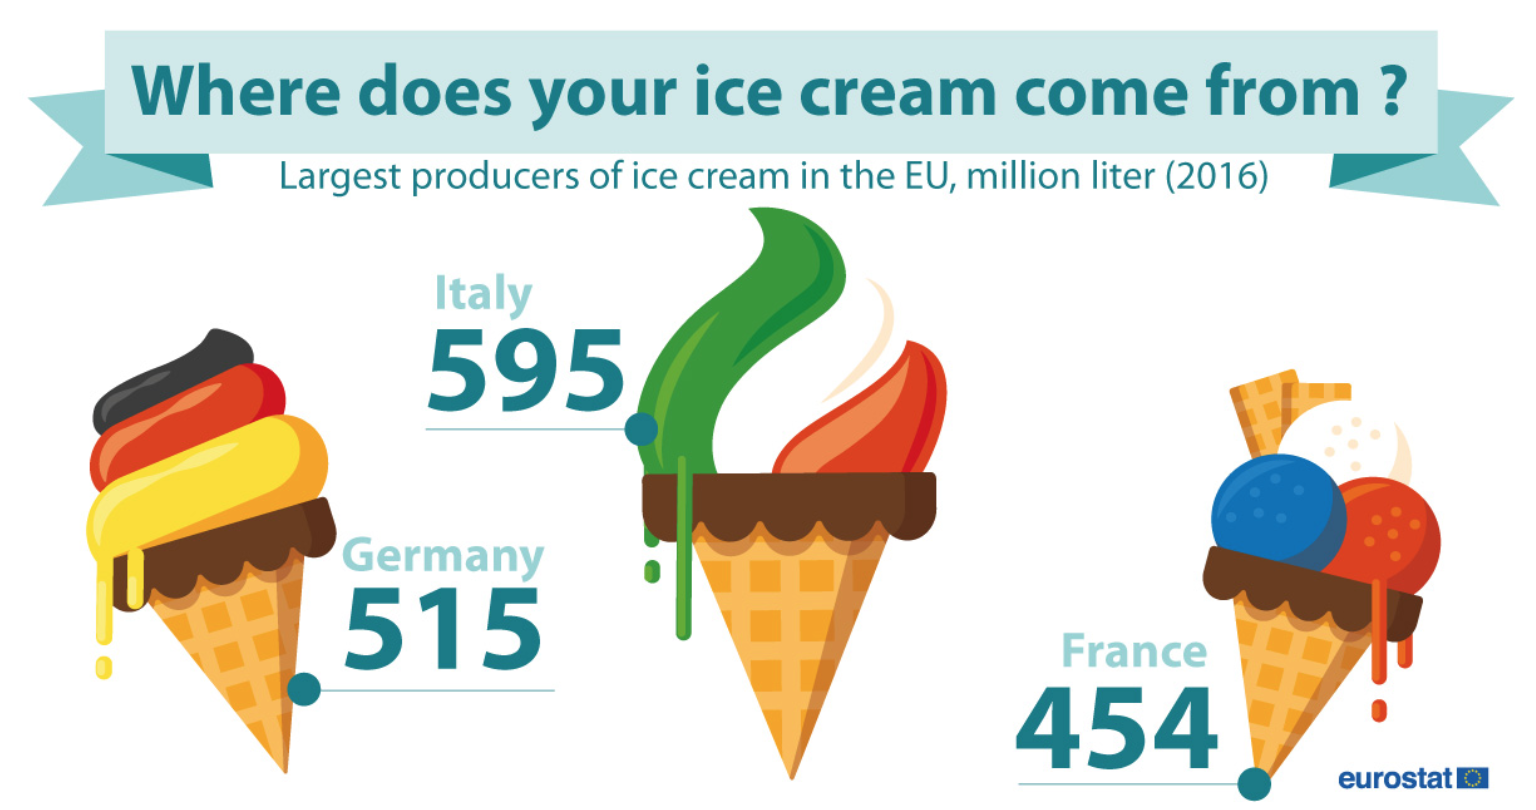 Where does your ice cream come from ?
Largest producers of ice cream in the EU, million liter (2016)
Italy
595
Germany
515
France
454
eurostat